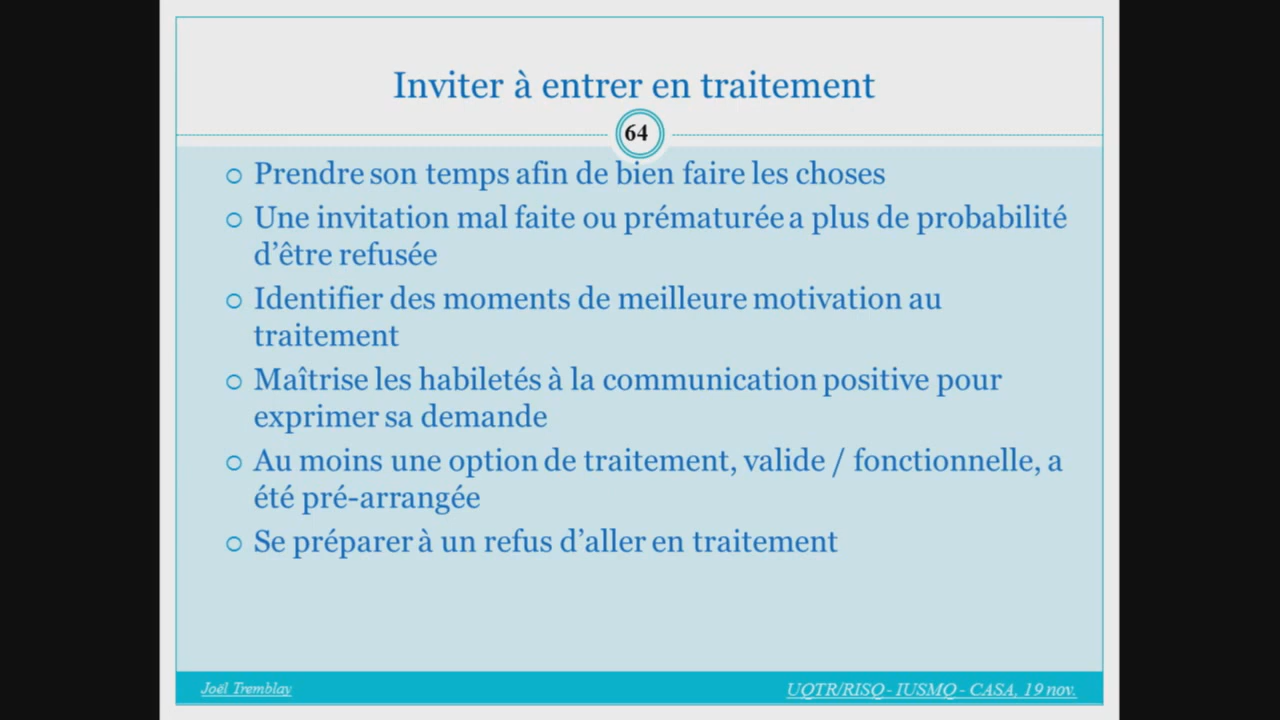 Inviter à entrer en traitement
64
Prendre son temps afin de bien faire les choses
Une invitation mal faite ou prématurée a plus de probabilité
d’être refusée
Identifier des moments de meilleure motivation au
traitement
Maîtrise les habiletés à la communication positive pour
exprimer sa demande
Au moins une option de traitement, valide / fonctionnelle, a
été pré-arrangée
Se préparer à un refus d’aller en traitement
Joël Tremblay
UQTR/RISQ - IUSMQ - CASA, 19 nov.